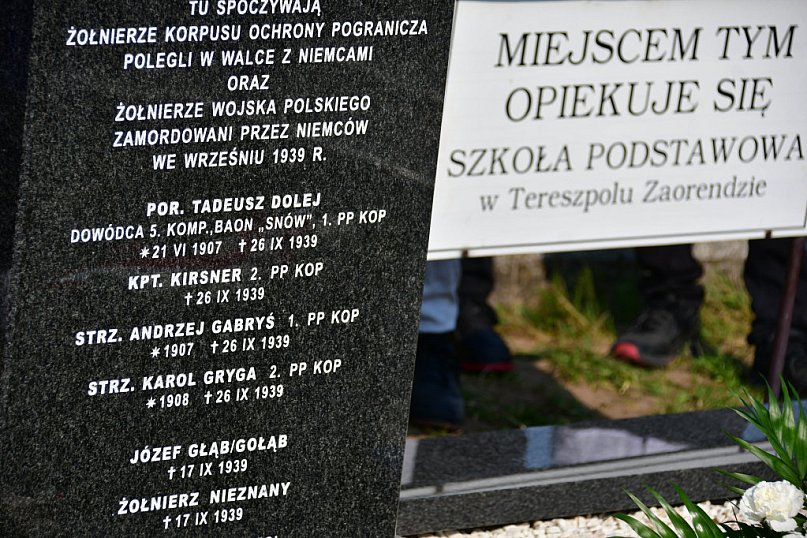 TU SPOCZYWAJĄ
ŻOŁNIERZE KORPUSU OCHRONY POGRANICZA
POLEGLI W WALCE Z NIEMCAMI
ORAZ
ŻOŁNIERZE WOJSKA POLSKIEGO
ZAMORDOWANI PRZEZ NIEMCÓW
WE WRZEŚNIU 1939 R.
POR. TADEUSZ DOLEJ
DOWÓDCA 5. KOMP.,BAON „SNÓW”, 1. PP KOP
✶21 VI 1907 †26 IX 1939
KPT. KIRSNER 2. PP KOP
†26 IX 1939
STRZ. ANDRZEJ GABRYŚ 1. PP KOP
✶1907 †26 IX 1939
STRZ. KAROL GRYGA 2. PP KOP
✶1908 †26 IX 1939
JÓZEF GŁĄB/GOŁĄB
†17 IX 1939
ŻOŁNIERZ NIEZNANY
†17 IX 1939
MIEJSCEM TYM
OPIEKUJE SIĘ
SZKOŁA PODSTAWOWA
w Tereszpolu Zaorendzie